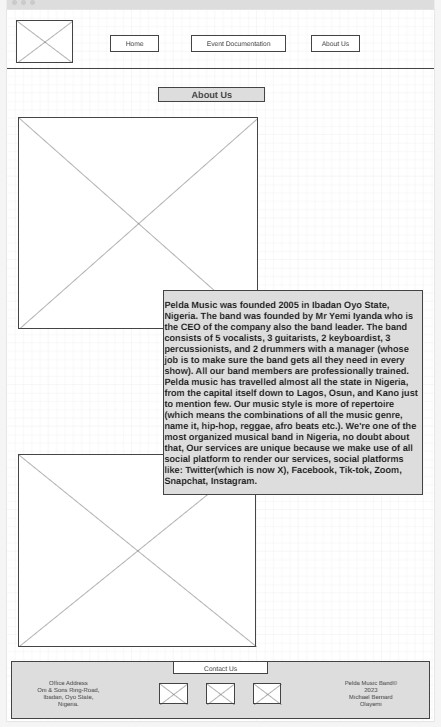 Home
Event Documentation
About Us
About Us
Pelda Music was founded 2005 in Ibadan Oyo State,
Nigeria. The band was founded by Mr Yemi Iyanda who is
the CEO of the company also the band leader. The band
consists of 5 vocalists, 3 guitarists, 2 keyboardist, 3
percussionists, and 2 drummers with a manager (whose
job is to make sure the band gets all they need in every
show). All our band members are professionally trained.
Pelda music has travelled almost all the state in Nigeria,
from the capital itself down to Lagos, Osun, and Kano just
to mention few. Our music style is more of repertoire
(which means the combinations of all the music genre,
name it, hip-hop, reggae, afro beats etc.). We're one of the
most organized musical band in Nigeria, no doubt about
that, Our services are unique because we make use of all
social platform to render our services, social platforms
like: Twitter(which is now X), Facebook, Tik-tok, Zoom,
Snapchat, Instagram.
Contact Us
Office Address
Om & Sons Ring-Road,
Ibadan, Oyo State,
Nigeria.
Pelda Music Band©
2023
Michael Bernard
Olayemi